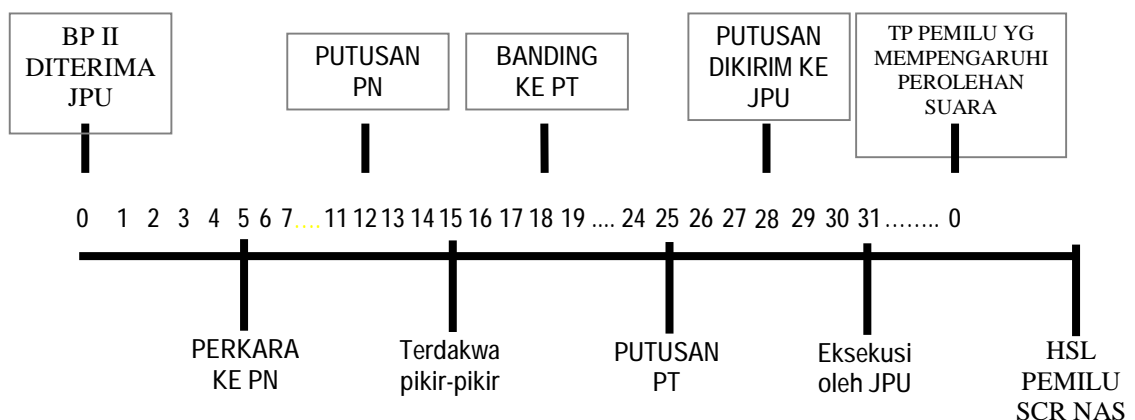 BP II
DITERIMA
JPU
PUTUSAN
PN
BANDING
KE PT
PUTUSAN
DIKIRIM KE
JPU
TP PEMILU YG
MEMPENGARUHI
PEROLEHAN
SUARA
0 1 2 3 4 5 6 7.... 11 12 13 14 15 16 17 18 19 .... 24 25 26 27 28 29 30 31 ........ 0
PERKARA
KE PN
Terdakwa
pikir-pikir
PUTUSAN
PT
Eksekusi
oleh JPU
HSL
PEMILU
SCR NAS